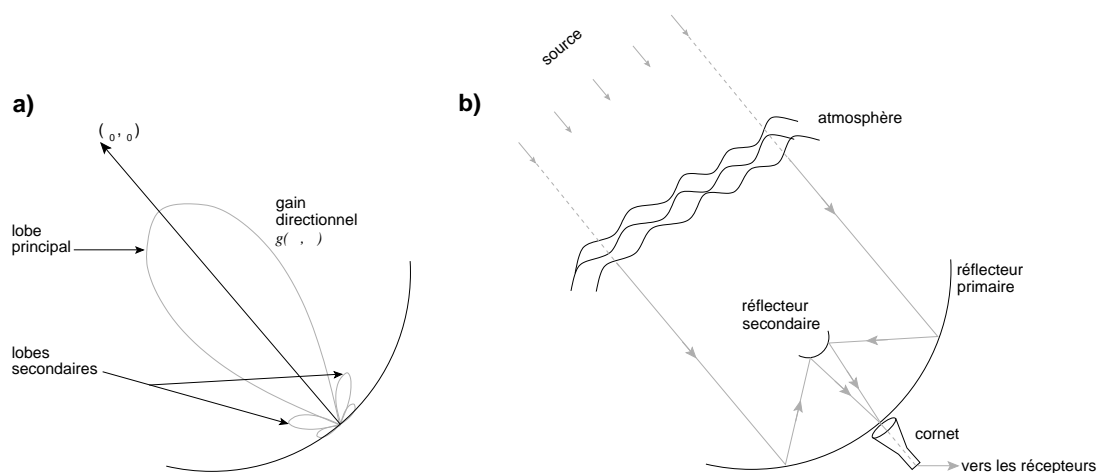 a)
( 0, 0)
gain
directionnel
g( , )
lobe
principal
lobes
secondaires
b)
source
atmosphère
réflecteur
primaire
réflecteur
secondaire
cornet
vers les récepteurs